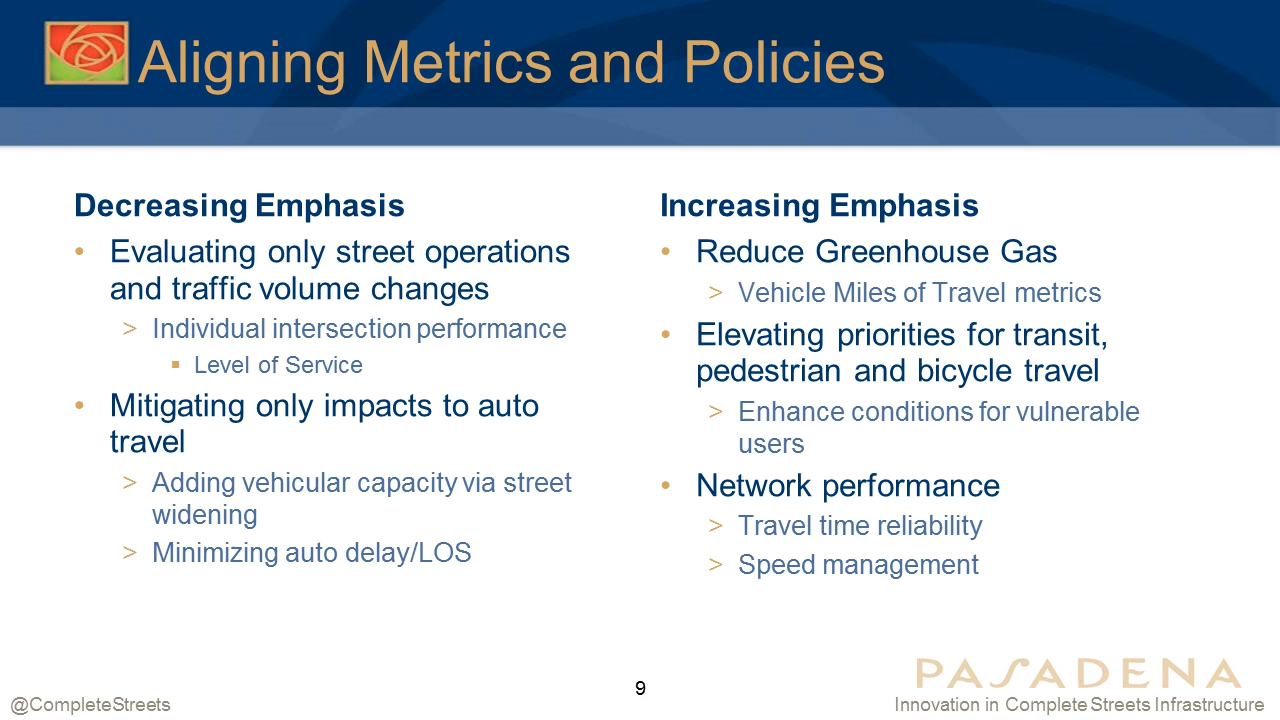 Aligning Metrics and Policies
Decreasing Emphasis
• Evaluating only street operations
and traffic volume changes
> Individual intersection performance
▪ Level of Service
• Mitigating only impacts to auto
travel
> Adding vehicular capacity via street
widening
> Minimizing auto delay/LOS
Increasing Emphasis
• Reduce Greenhouse Gas
> Vehicle Miles of Travel metrics
• Elevating priorities for transit,
pedestrian and bicycle travel
> Enhance conditions for vulnerable
users
• Network performance
> Travel time reliability
> Speed management
PASADENA
@CompleteStreets
9
Innovation in Complete Streets Infrastructure